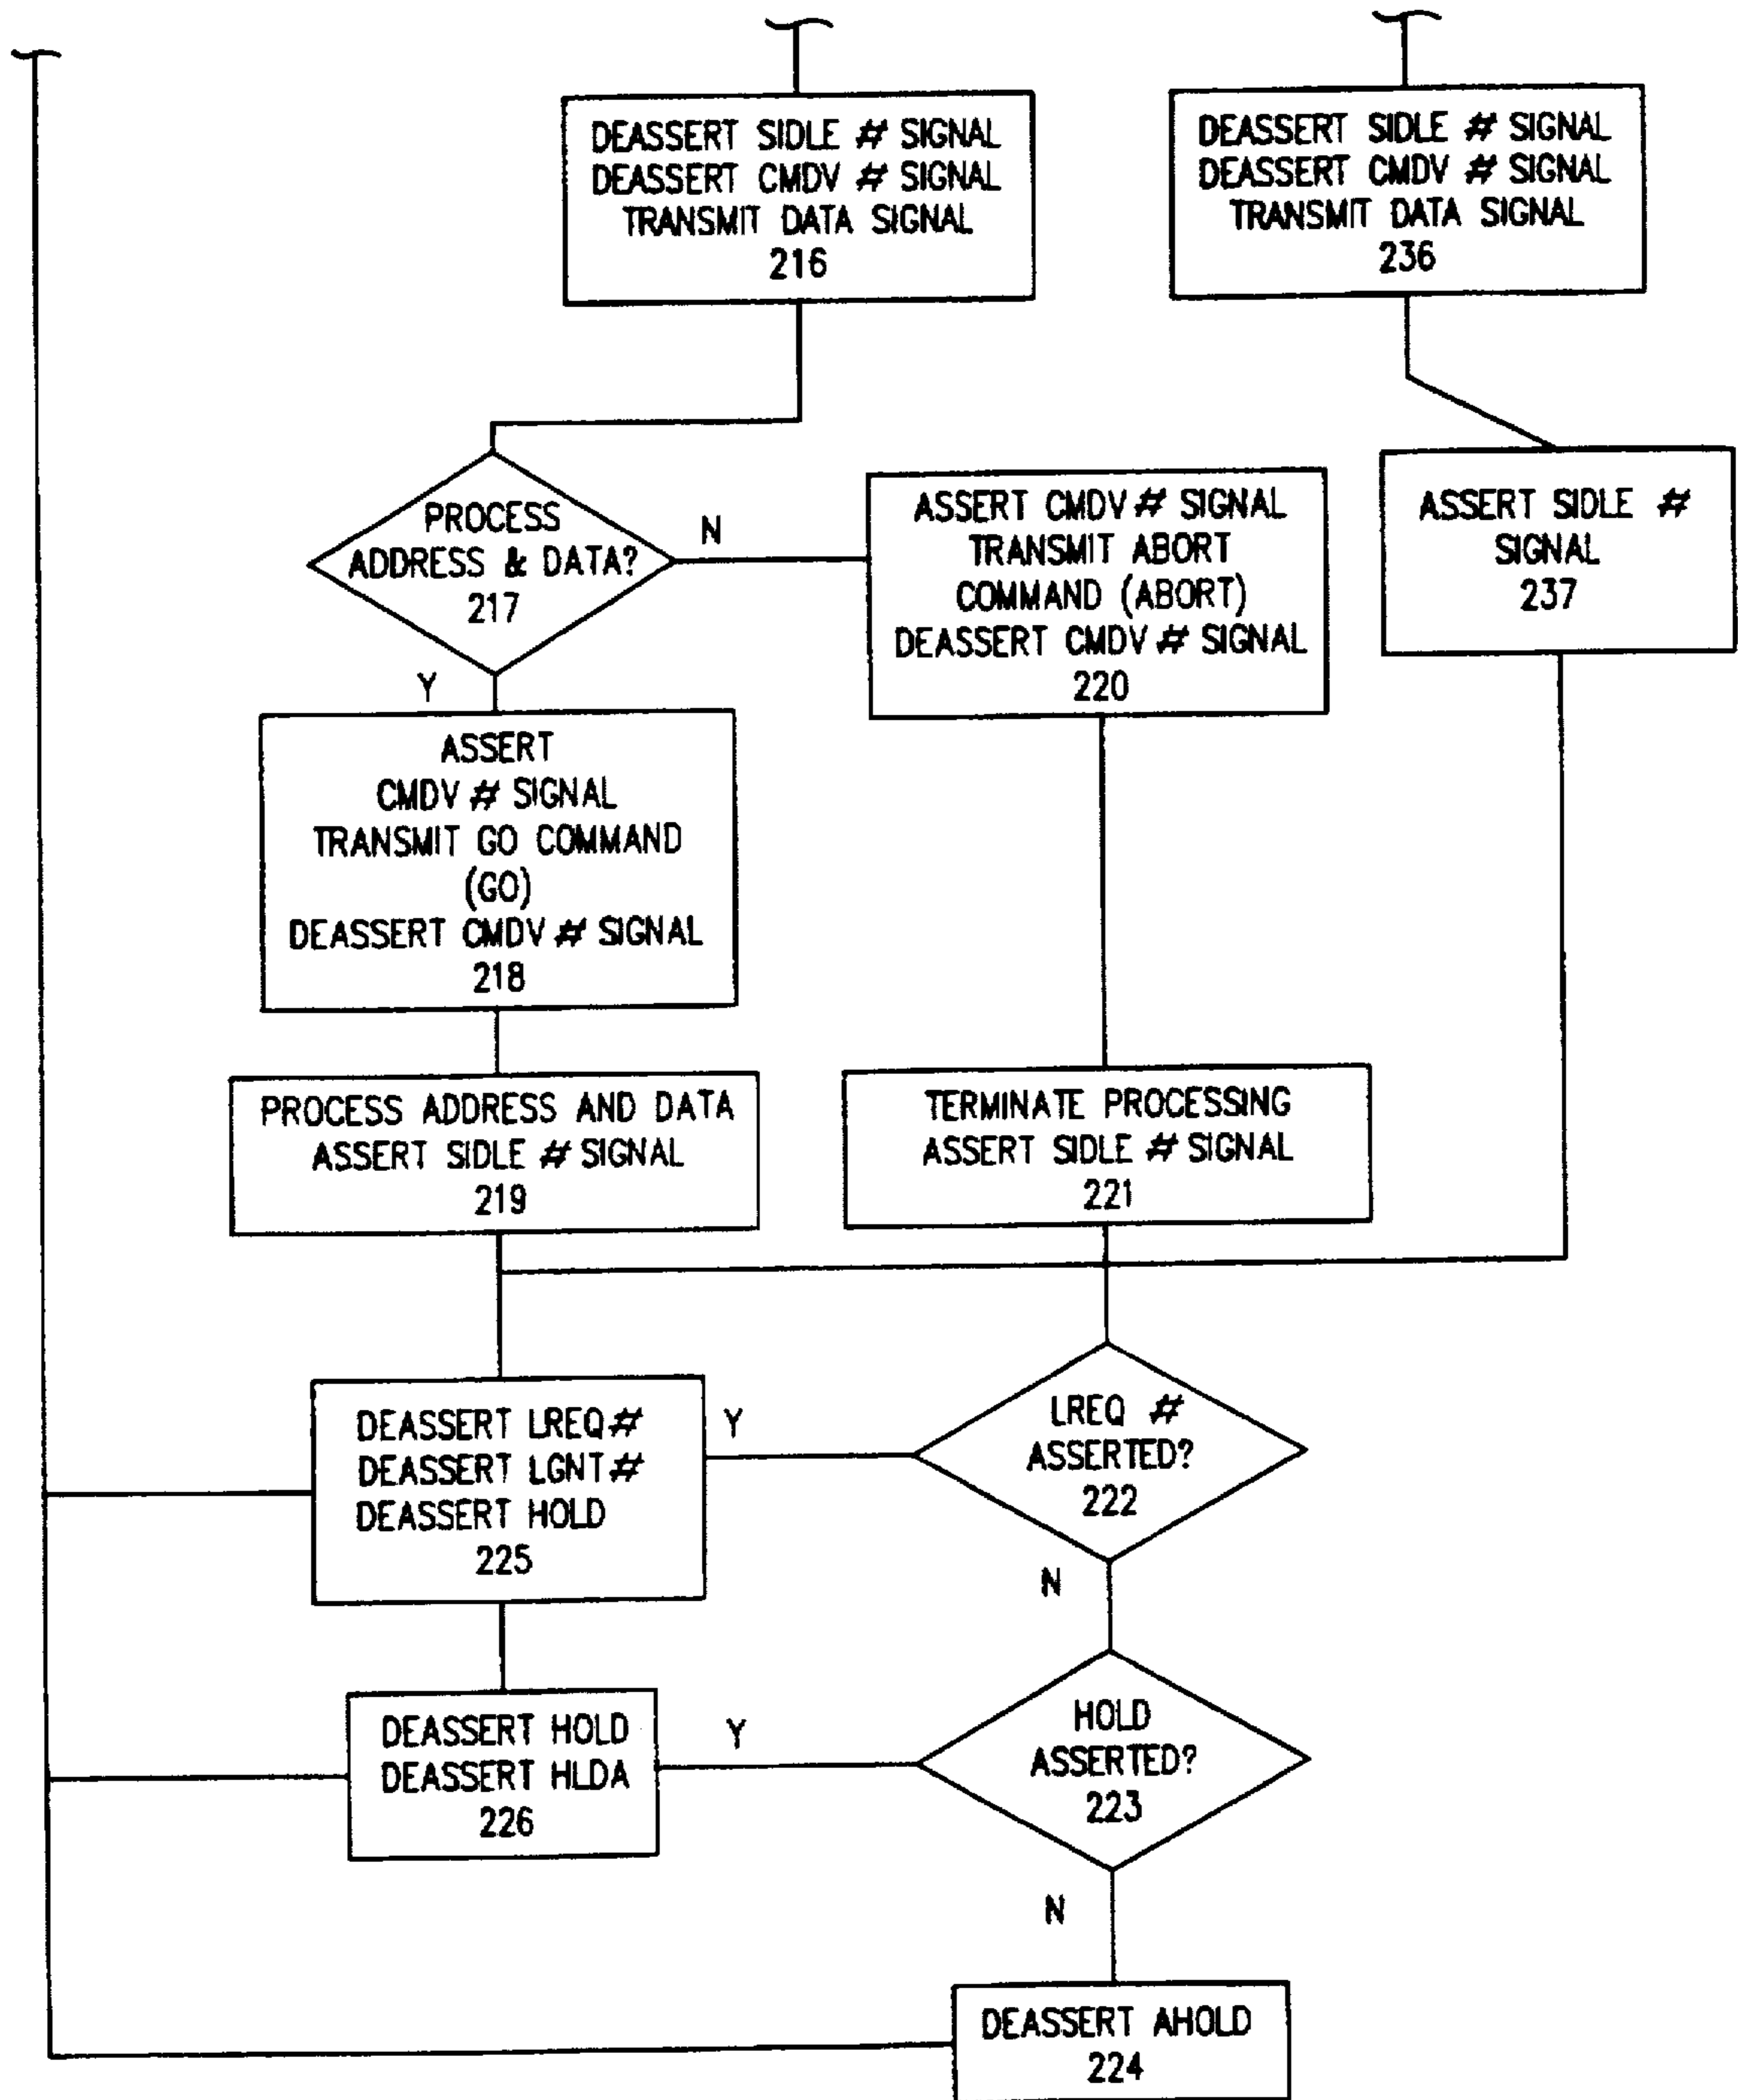 DEASSERT SIDLE # SIGNAL
DEASSERT CMDV # SIGNAL
TRANSMIT DATA SIGNAL
216
DEASSERT SIDLE # SIGNAL
DEASSERT CMDV # SIGNAL
TRANSMIT DATA SIGNAL
236
PROCESS
ADDRESS & DATA?
217
N
Y
ASSERT CMDV # SIGNAL
TRANSMIT ABORT
COMMAND (ABORT)
DEASSERT CMDV # SIGNAL
220
ASSERT SIDLE #
SIGNAL
237
ASSERT
CMDV # SIGNAL
TRANSMIT GO COMMAND
(GO)
DEASSERT CMDV # SIGNAL
218
PROCESS ADDRESS AND DATA
ASSERT SIDLE # SIGNAL
219
TERMINATE PROCESSING
ASSERT SIDLE # SIGNAL
221
DEASSERT LREQ #
DEASSERT LGNT #
DEASSERT HOLD
225
Y
LREQ #
ASSERTED?
222
N
DEASSERT HOLD
DEASSERT HLDA
226
Y
HOLD
ASSERTED?
223
N
DEASSERT AHOLD
224